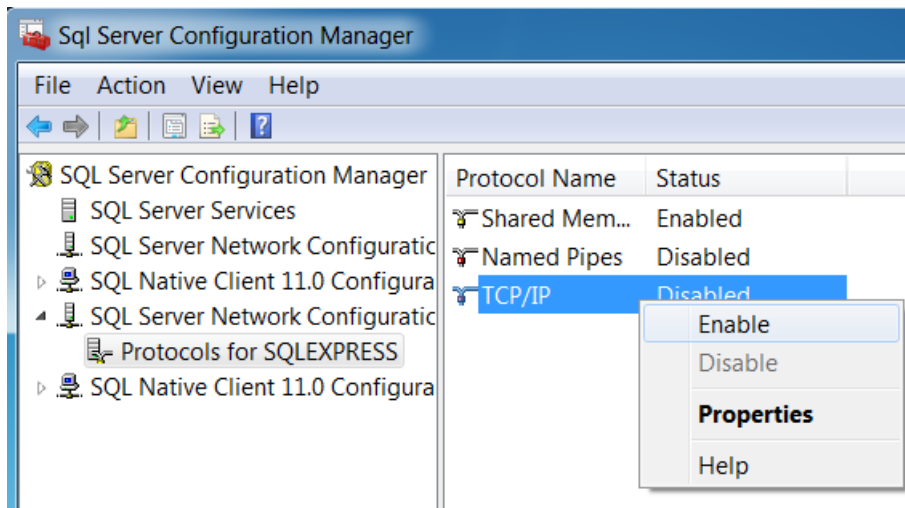 Sql Server Configuration Manager
File Action View Help
SQL Server Configuration Manager
SQL Server Services
SQL Server Network Configuratic
SQL Native Client 11.0 Configura
SQL Server Network Configuratic
Protocols for SQLEXPRESS
SQL Native Client 11.0 Configura
Protocol Name Status
Shared Mem... Enabled
Named Pipes Disabled
TCP/IP Disabled
Enable
Disable
Properties
Help